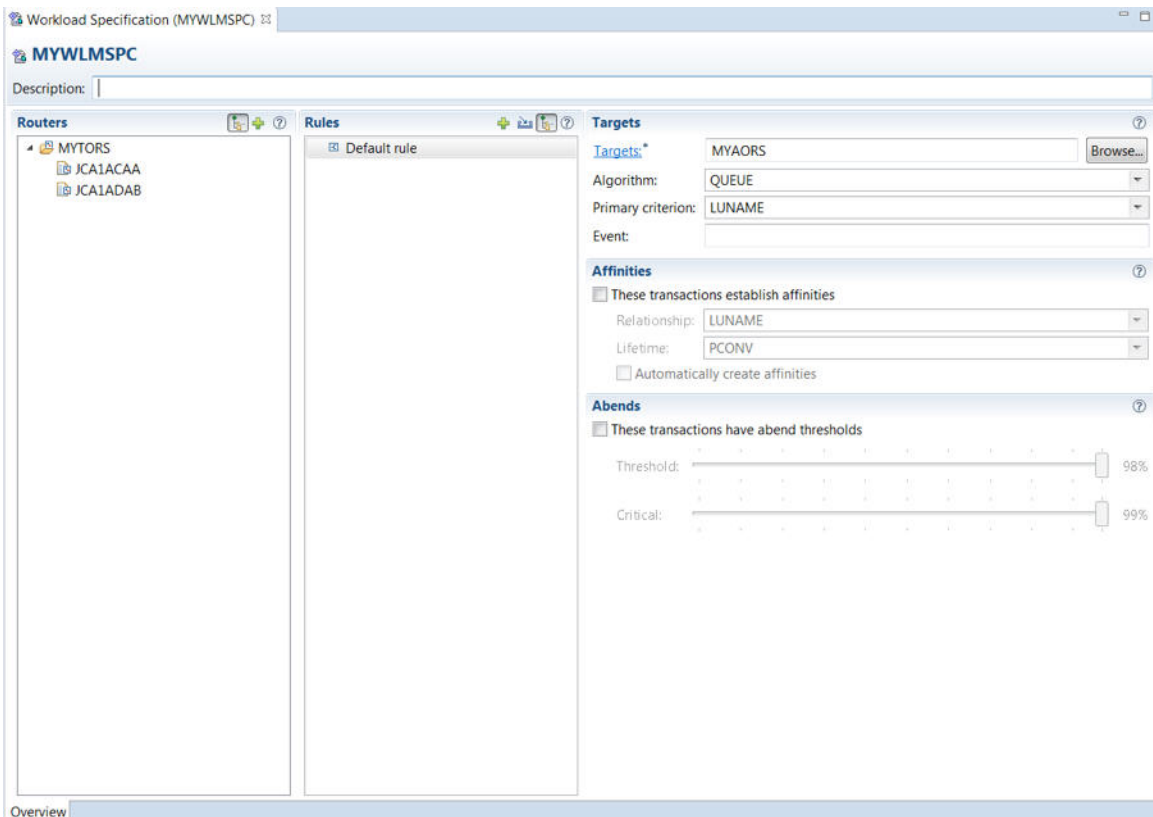 Workload Specification (MYWLMSPC)
MYWLMSPC
Description:
Routers
MYTORS
JCA1ACAA
JCA1ADAB
Rules
Default rule
Targets
Targets:* MYAORS Browse...
Algorithm: QUEUE
Primary criterion: LUNAME
Event:
Affinities
These transactions establish affinities
Relationship: LUNAME
Lifetime: PCONV
Automatically create affinities
Abends
These transactions have abend thresholds
Threshold: 98%
Critical: 99%
Overview